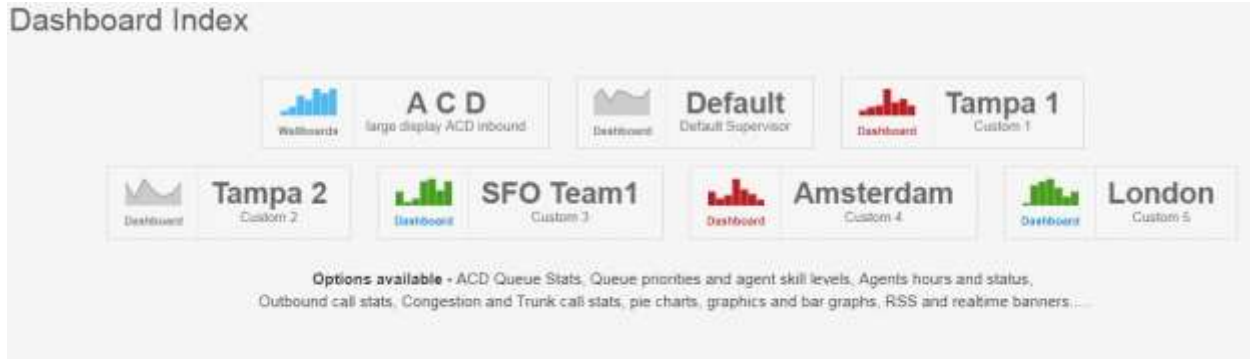 Dashboard Index
A C D
large display ACD inbound
Wallboards
Default
Default Supervisor
Dashboard
Tampa 1
Custom 1
Dashboard
Tampa 2
Custom 2
Dashboard
SFO Team1
Custom 3
Dashboard
Amsterdam
Custom 4
Dashboard
London
Custom 5
Dashboard
Options available - ACD Queue Stats, Queue priorities and agent skill levels, Agents hours and status,
Outbound call stats, Congestion and Trunk call stats, pie charts, graphics and bar graphs, RSS and realtime banners.....